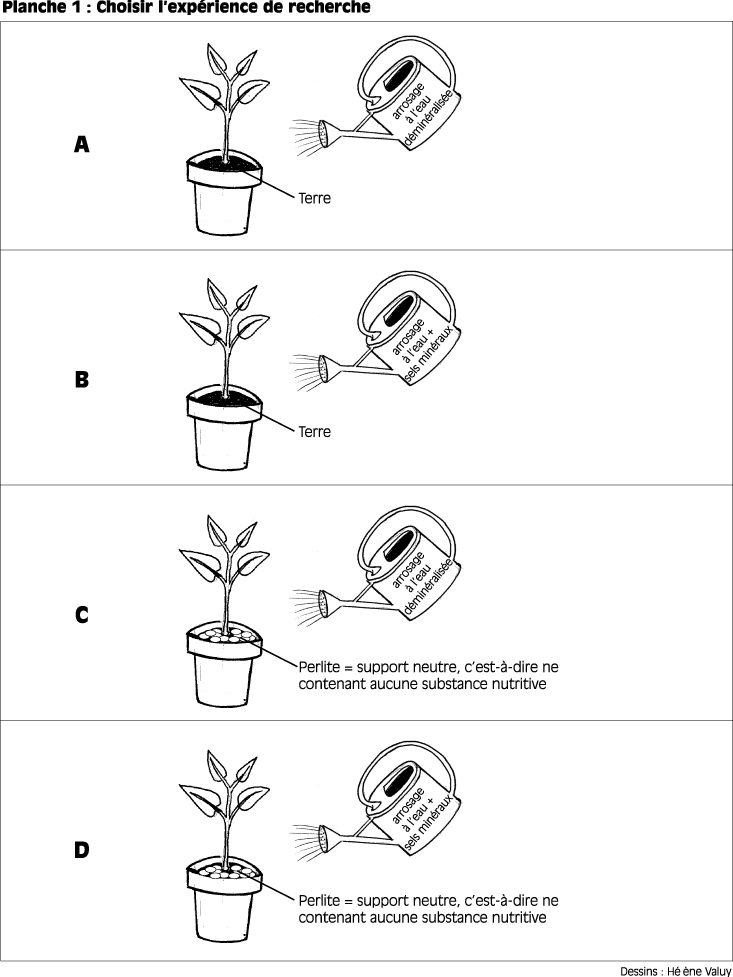 Planche 1 : Choisir l'expérience de recherche
A
arrosage
à l'eau
déminéralisée
Terre
B
arrosage
à l'eau +
sels minéraux
Terre
C
arrosage
à l'eau
déminéralisée
Perlite = support neutre, c'est-à-dire ne
contenant aucune substance nutritive
D
arrosage
à l'eau +
sels minéraux
Perlite = support neutre, c'est-à-dire ne
contenant aucune substance nutritive
Dessins : Hé ène Valuy